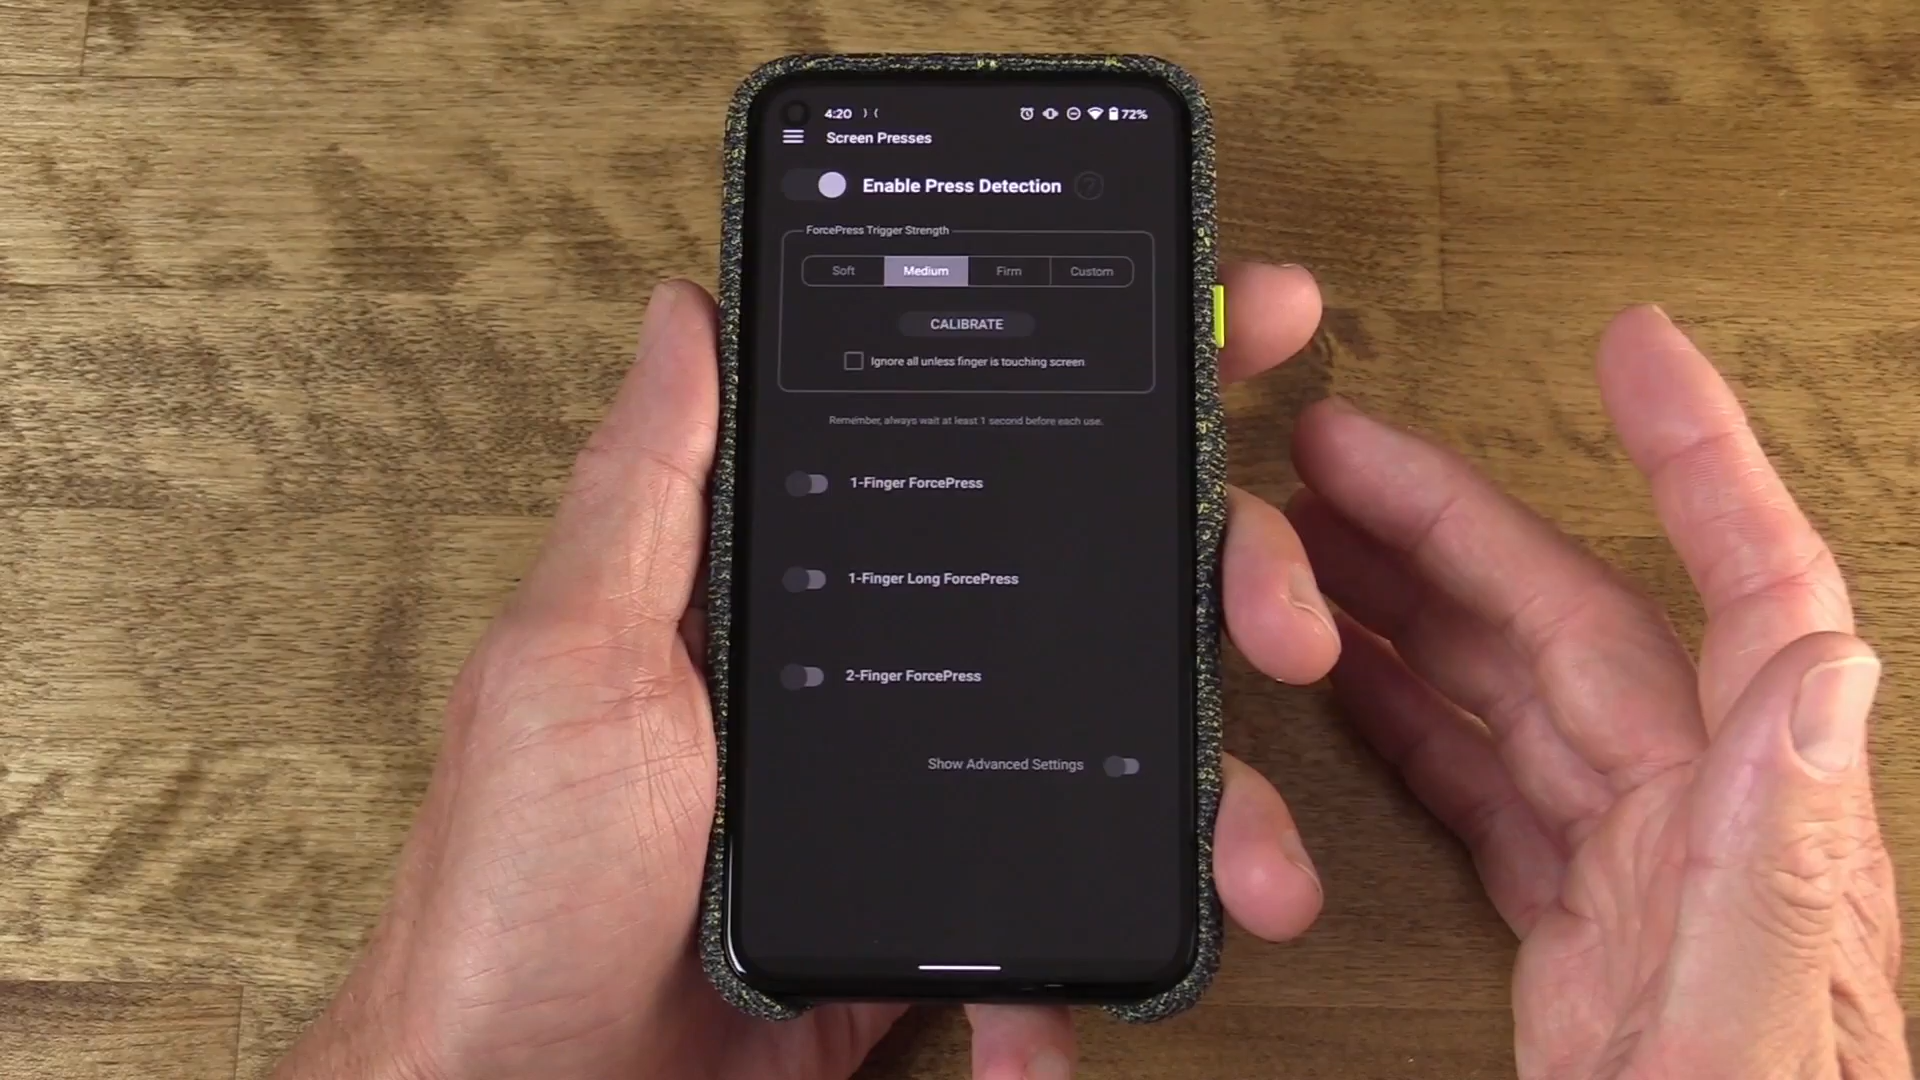 4:20
72%
Screen Presses
Enable Press Detection ?
ForcePress Trigger Strength
Soft Medium Firm Custom
CALIBRATE
Ignore all unless finger is touching screen
Remember, always wait at least 1 second before each use.
1-Finger ForcePress
1-Finger Long ForcePress
2-Finger ForcePress
Show Advanced Settings